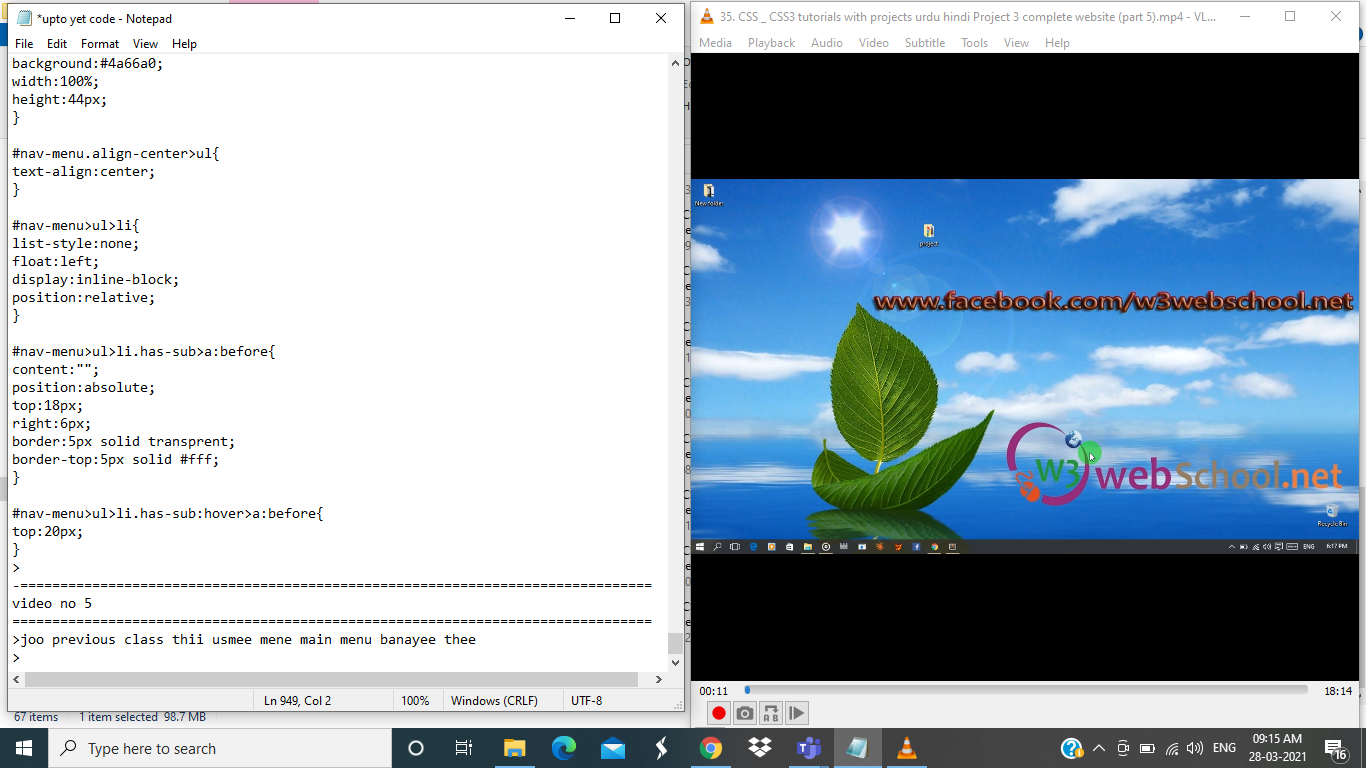 *upto yet code - Notepad
File Edit Format View Help
background:#4a66a0;
width:100%;
height:44px;
}
#nav-menu.align-center>ul{
text-align:center;
}
#nav-menu>ul>li{
list-style:none;
float:left;
display:inline-block;
position:relative;
}
#nav-menu>ul>li.has-sub>a:before{
content:"";
position:absolute;
top:18px;
right:6px;
border:5px solid transprent;
border-top:5px solid #fff;
}
#nav-menu>ul>li.has-sub:hover>a:before{
top:20px;
}
>
-===============================================================================
video no 5
================================================================================
>joo previous class thii usmee mene main menu banayee thee
>
Ln 949, Col 2 100% Windows (CRLF) UTF-8
67 items 1 item selected 98.7 MB
35. CSS _ CSS3 tutorials with projects urdu hindi Project 3 complete website (part 5).mp4 - VL...
Media Playback Audio Video Subtitle Tools View Help
New folder
project
www.facebook.com/w3webschool.net
W3 webSchool.net
Recycle Bin
ENG 6:17 PM
00:11 18:14
A B
Type here to search
ENG
09:15 AM
28-03-2021
16